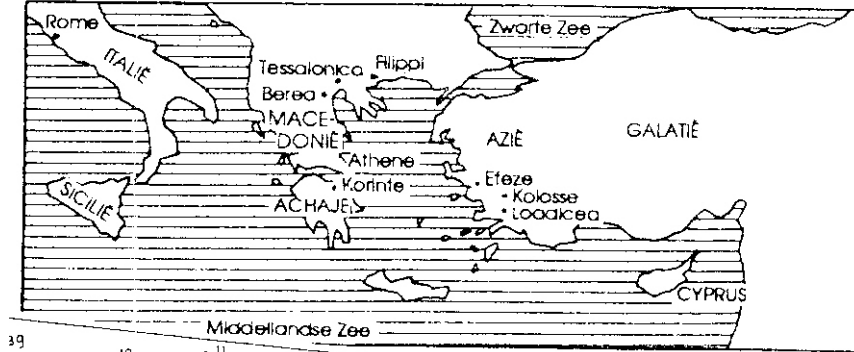 Rome
Zwarte Zee
ITALIË
Tessalonica
Filippi
Berea
MACE-
DONIË
AZIË
GALATIË
Athene
Efeze
Korinte
Kolosse
SICILIË
ACHAJE
Laodicea
CYPRUS
Middellandse Zee
39
11